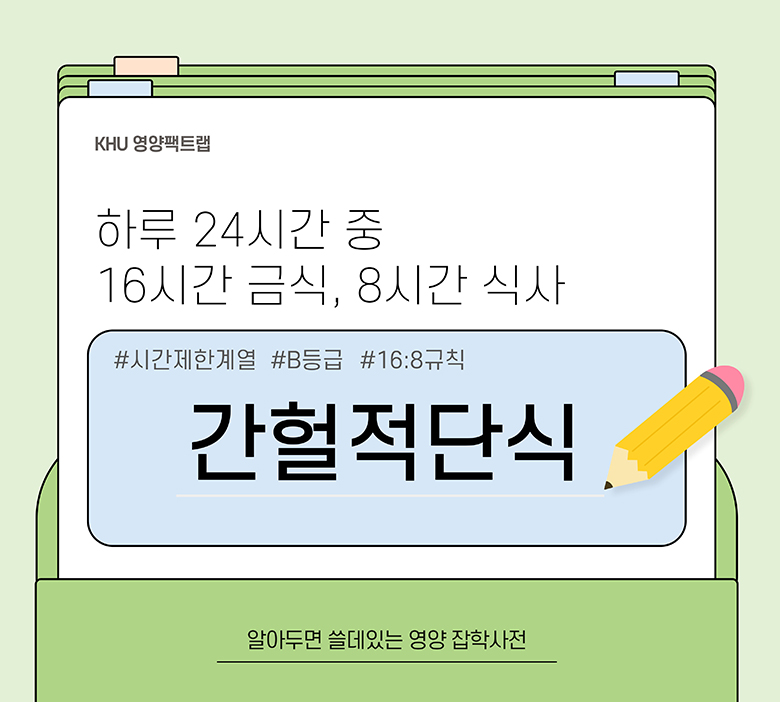 KHU 영양팩트랩
하루 24시간 중
16시간 금식, 8시간 식사
#시간제한계열 #B등급 #16:8규칙
간헐적단식
알아두면 쓸데있는 영양 잡학사전